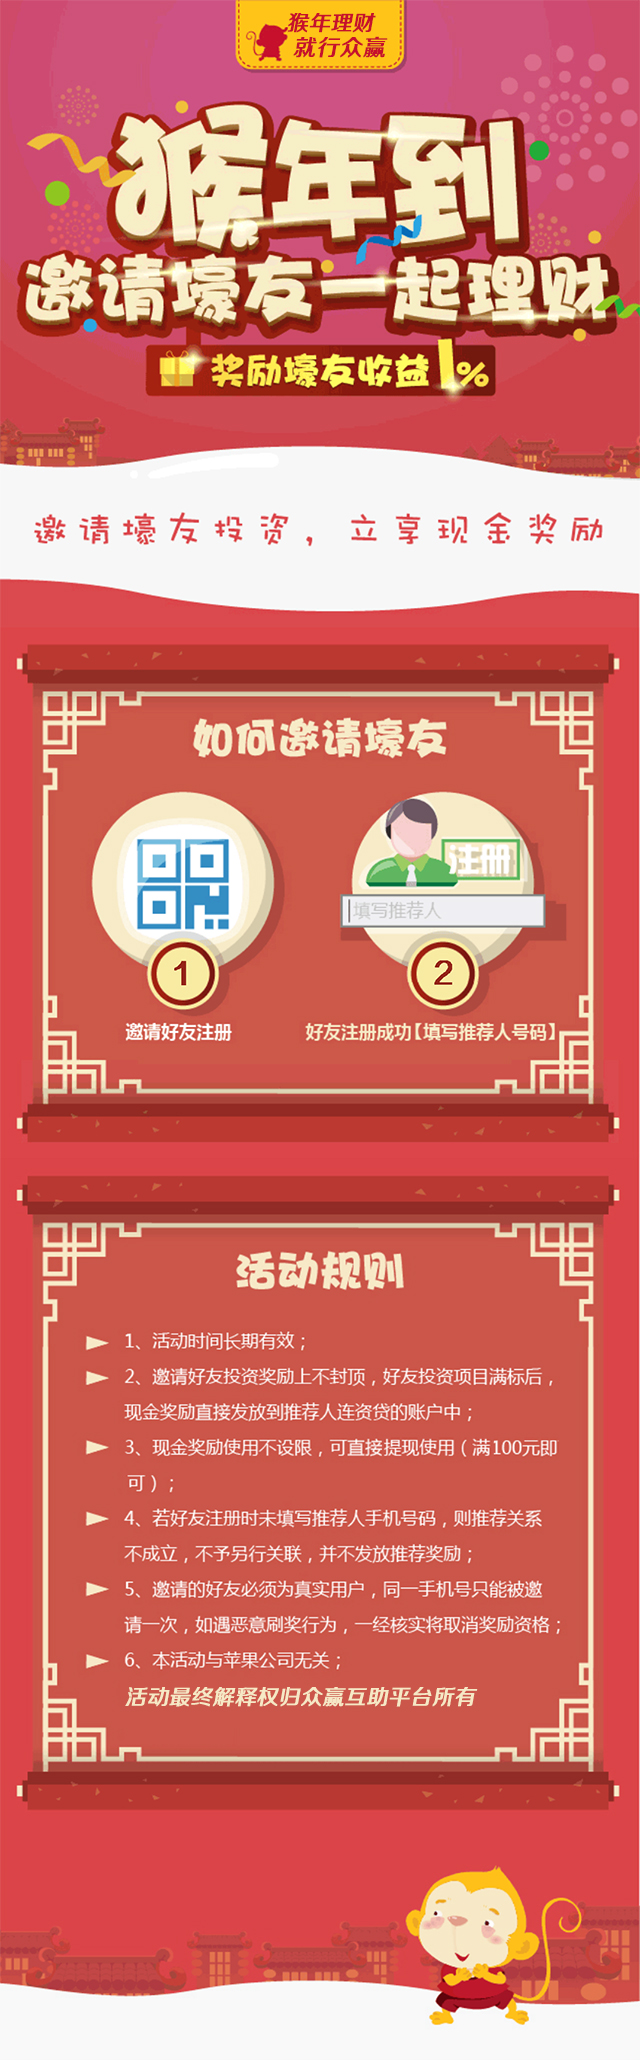 猴年理财
就行众赢
猴年到
邀请壕友一起理财
奖励壕友收益1%
邀请壕友投资，立享现金奖励
如何邀请壕友
注册
填写推荐人
1
2
邀请好友注册
好友注册成功【填写推荐人号码】
活动规则
1、活动时间长期有效；
2、邀请好友投资奖励上不封顶，好友投资项目满标后，
现金奖励直接发放到推荐人连资贷的账户中；
3、现金奖励使用不设限，可直接提现使用（满100元即
可）；
4、若好友注册时未填写推荐人手机号码，则推荐关系
不成立，不予另行关联，并不发放推荐奖励；
5、邀请的好友必须为真实用户，同一手机号只能被邀
请一次，如遇恶意刷奖行为，一经核实将取消奖励资格；
6、本活动与苹果公司无关；
活动最终解释权归众赢互助平台所有